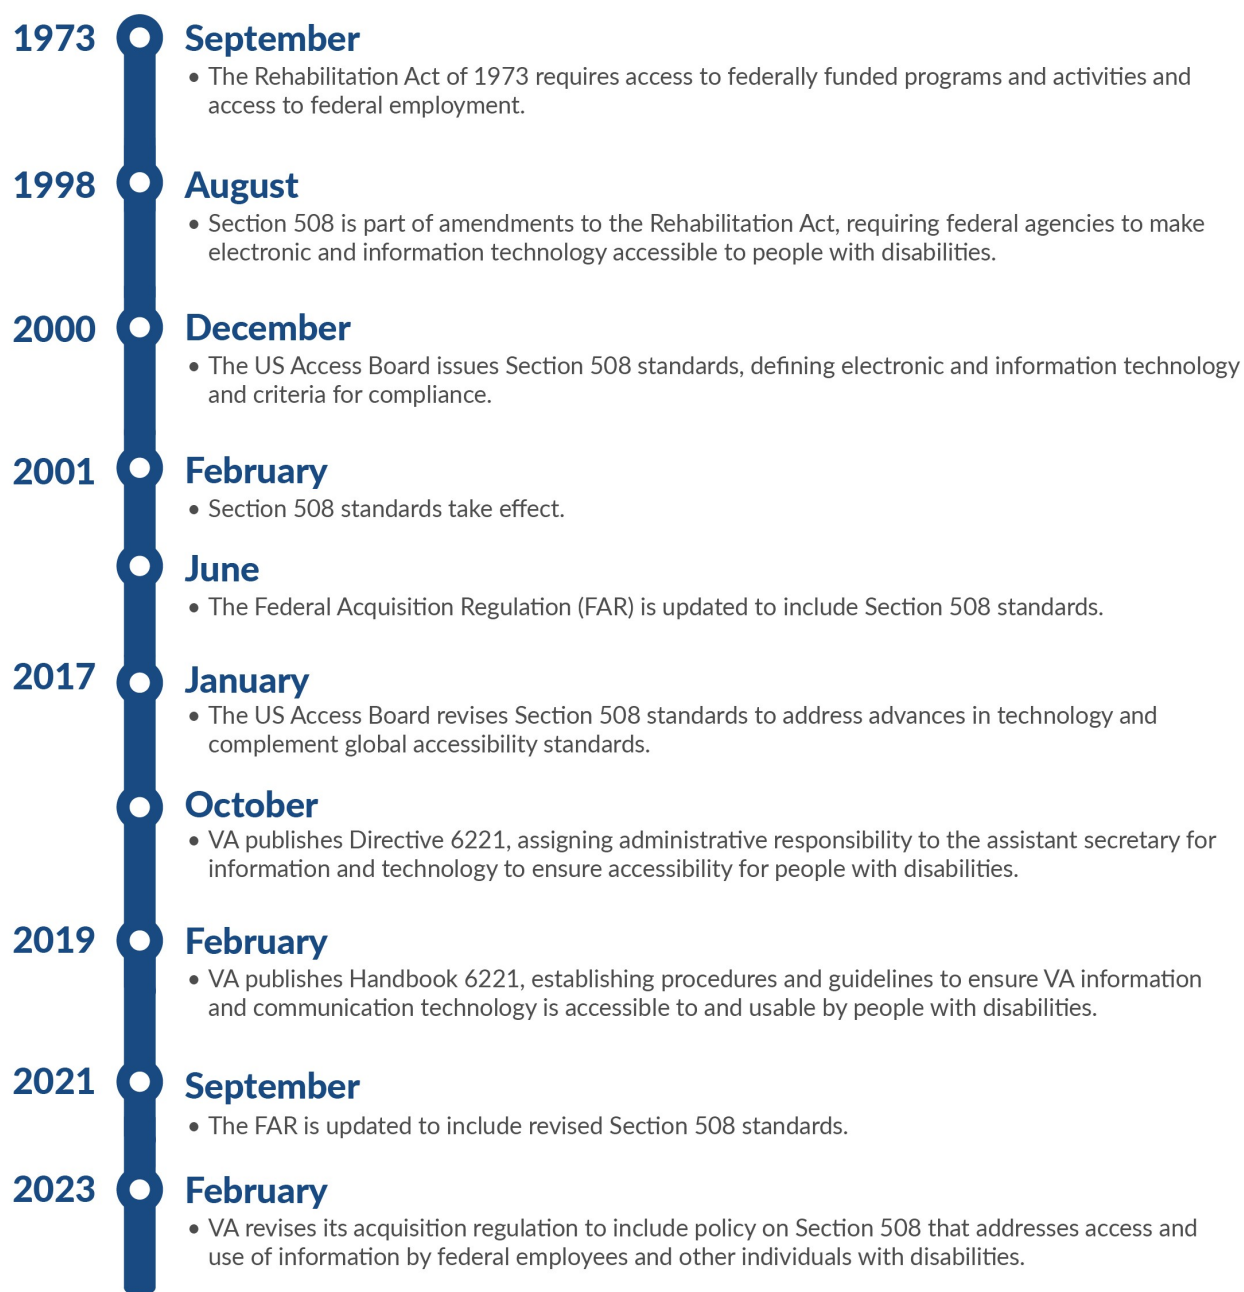 1973
September
• The Rehabilitation Act of 1973 requires access to federally funded programs and activities and
access to federal employment.
1998
August
• Section 508 is part of amendments to the Rehabilitation Act, requiring federal agencies to make
electronic and information technology accessible to people with disabilities.
2000
December
• The US Access Board issues Section 508 standards, defining electronic and information technology
and criteria for compliance.
2001
February
• Section 508 standards take effect.
June
• The Federal Acquisition Regulation (FAR) is updated to include Section 508 standards.
2017
January
• The US Access Board revises Section 508 standards to address advances in technology and
complement global accessibility standards.
October
• VA publishes Directive 6221, assigning administrative responsibility to the assistant secretary for
information and technology to ensure accessibility for people with disabilities.
2019
February
• VA publishes Handbook 6221, establishing procedures and guidelines to ensure VA information
and communication technology is accessible to and usable by people with disabilities.
2021
September
• The FAR is updated to include revised Section 508 standards.
2023
February
• VA revises its acquisition regulation to include policy on Section 508 that addresses access and
use of information by federal employees and other individuals with disabilities.